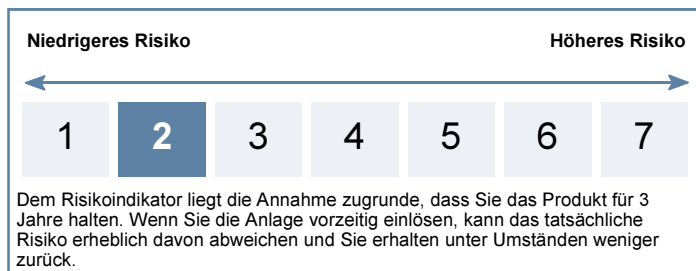 Niedrigeres Risiko Höheres Risiko
1 2 3 4 5 6 7
Dem Risikoindikator liegt die Annahme zugrunde, dass Sie das Produkt für 3
Jahre halten. Wenn Sie die Anlage vorzeitig einlösen, kann das tatsächliche
Risiko erheblich davon abweichen und Sie erhalten unter Umständen weniger
zurück.